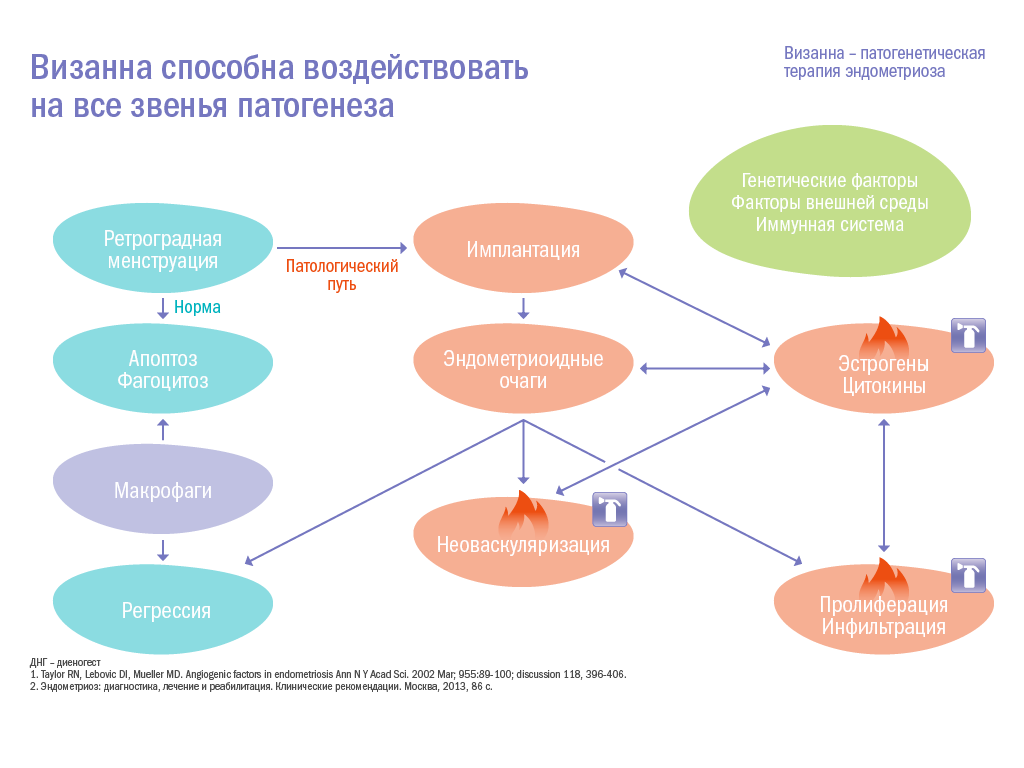 Визанна способна воздействовать
на все звенья патогенеза
Визанна – патогенетическая
терапия эндометриоза
Генетические факторы
Факторы внешней среды
Иммунная система
Ретроградная
менструация
Патологический
путь
Имплантация
Норма
Апоптоз
Фагоцитоз
Эндометриоидные
очаги
Эстрогены
Цитокины
Макрофаги
Неоваскуляризация
Регрессия
Пролиферация
Инфильтрация
ДНГ – диеногест
1. Taylor RN, Lebovic DI, Mueller MD. Angiogenic factors in endometriosis Ann N Y Acad Sci. 2002 Mar; 955:89-100; discussion 118, 396-406.
2. Эндометриоз: диагностика, лечение и реабилитация. Клинические рекомендации. Москва, 2013, 86 с.